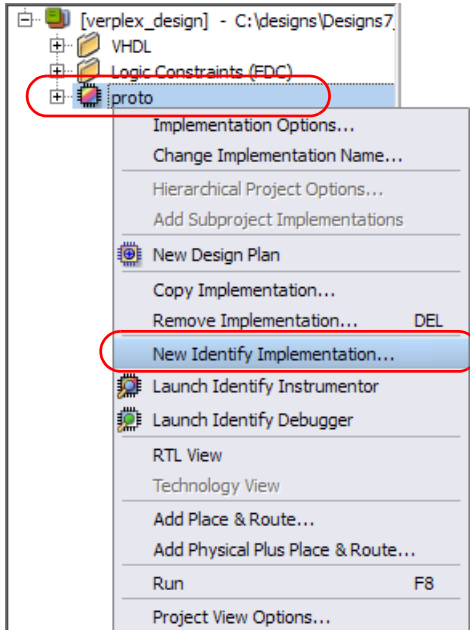 [verplex_design] - C:\designs\Designs7_
VHDL
Logic Constraints (FDC)
proto
Implementation Options...
Change Implementation Name...
Hierarchical Project Options...
Add Subproject Implementations
New Design Plan
Copy Implementation...
Remove Implementation... DEL
New Identify Implementation...
Launch Identify Instrumentor
Launch Identify Debugger
RTL View
Technology View
Add Place & Route...
Add Physical Plus Place & Route...
Run F8
Project View Options...